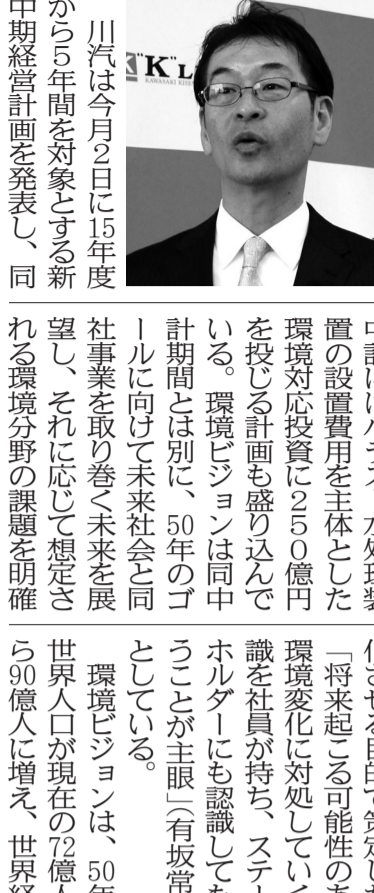 "K"L
川汽は今月2日に15年度
から5年間を対象とする新
中期経営計画を発表し、同
置の設置費用を主体とした
環境対応投資に250億円
を投じる計画も盛り込んで
いる。環境ビジョンは同中
計期間とは別に、50年のゴ
ールに向けて未来社会と同
社事業を取り巻く未来を展
望し、それに応じて想定さ
れる環境分野の課題を明確
「将来起こる可能性のあ
環境変化に対処してい
識を社員が持ち、ステー
ホルダーにも認識しても
うことが主眼」(有坂常
としている。
環境ビジョンは、50年
世界人口が現在の72億人
ら90億人に増え、世界経